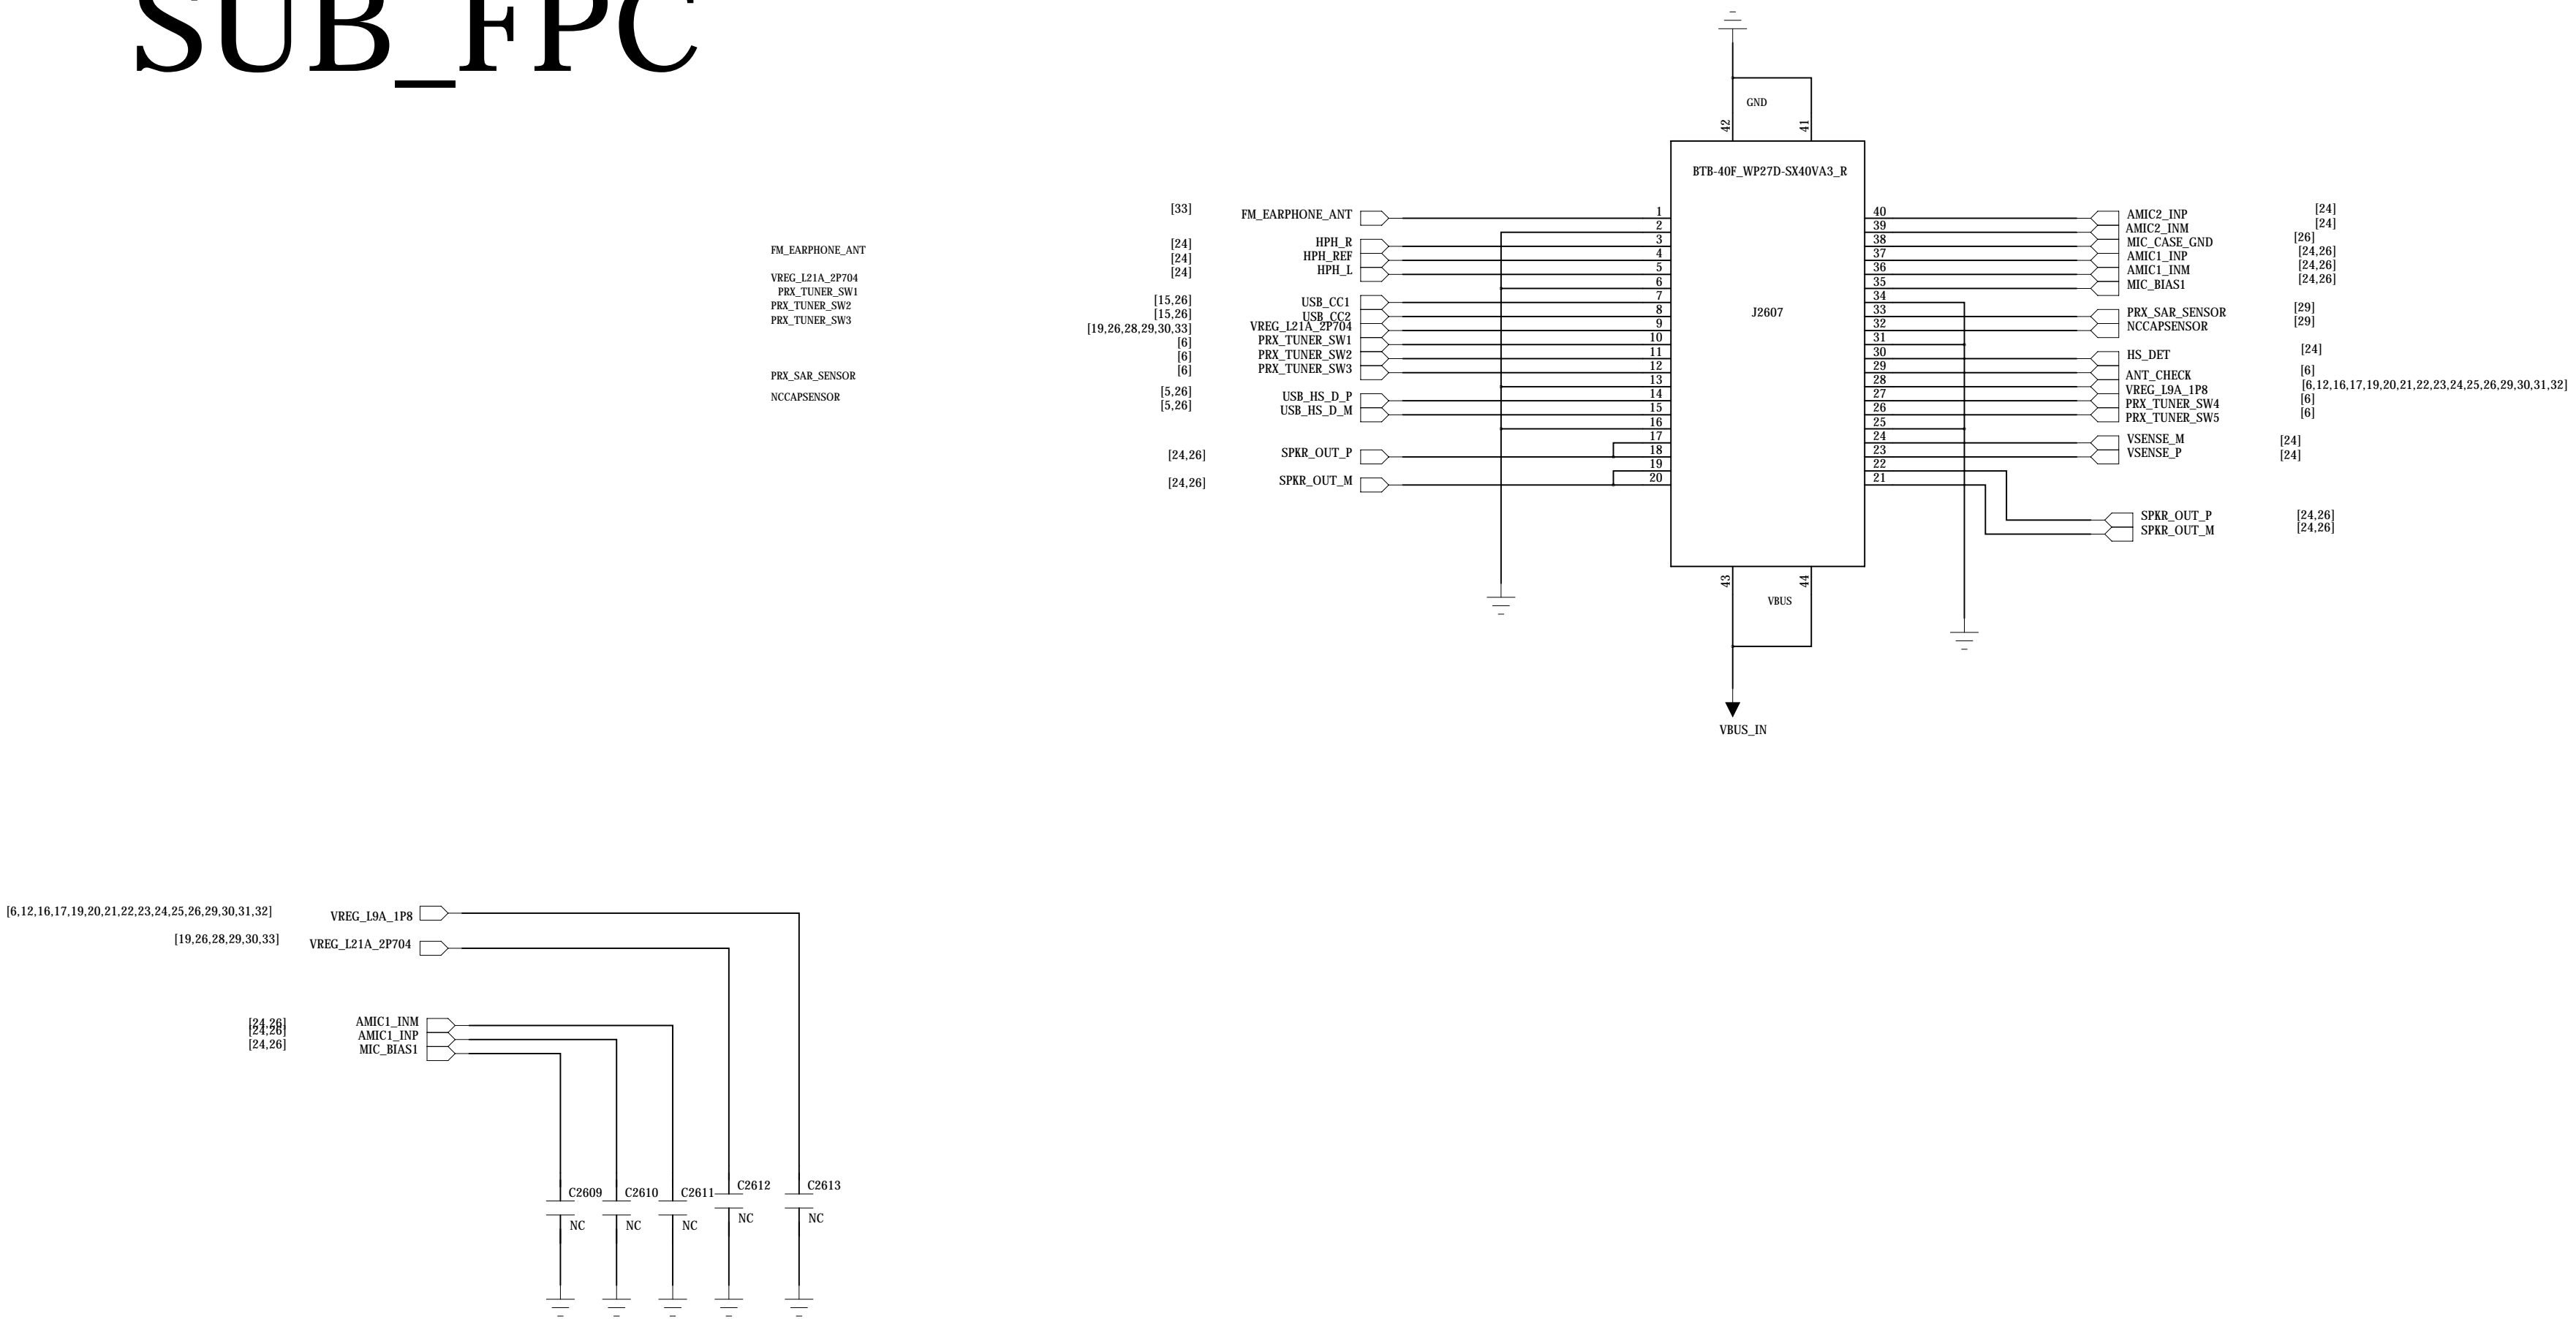 SUB_FPC
GND
42
41
BTB-40F_WP27D-SX40VA3_R
J2607
[33] FM_EARPHONE_ANT 1
2
[24] HPH_R 3
[24] HPH_REF 4
[24] HPH_L 5
6
[15,26] USB_CC1 7
[15,26] USB_CC2 8
[19,26,28,29,30,33] VREG_L21A_2P704 9
[6] PRX_TUNER_SW1 10
[6] PRX_TUNER_SW2 11
[6] PRX_TUNER_SW3 12
13
[5,26] USB_HS_D_P 14
[5,26] USB_HS_D_M 15
16
17
[24,26] SPKR_OUT_P 18
19
[24,26] SPKR_OUT_M 20
40 AMIC2_INP [24]
39 AMIC2_INM [24]
38 MIC_CASE_GND [26]
37 AMIC1_INP [24,26]
36 AMIC1_INM [24,26]
35 MIC_BIAS1 [24,26]
34
33 PRX_SAR_SENSOR [29]
32 NCCAPSENSOR [29]
31
30 HS_DET [24]
29 ANT_CHECK [6]
28 VREG_L9A_1P8 [6,12,16,17,19,20,21,22,23,24,25,26,29,30,31,32]
27 PRX_TUNER_SW4 [6]
26 PRX_TUNER_SW5 [6]
25
24 VSENSE_M [24]
23 VSENSE_P [24]
22
21
SPKR_OUT_P [24,26]
SPKR_OUT_M [24,26]
43
44
VBUS
VBUS_IN
FM_EARPHONE_ANT
VREG_L21A_2P704
PRX_TUNER_SW1
PRX_TUNER_SW2
PRX_TUNER_SW3
PRX_SAR_SENSOR
NCCAPSENSOR
[6,12,16,17,19,20,21,22,23,24,25,26,29,30,31,32] VREG_L9A_1P8
[19,26,28,29,30,33] VREG_L21A_2P704
[24,26] AMIC1_INM
[24,26] AMIC1_INP
[24,26] MIC_BIAS1
C2609 C2610 C2611 C2612 C2613
NC NC NC NC NC